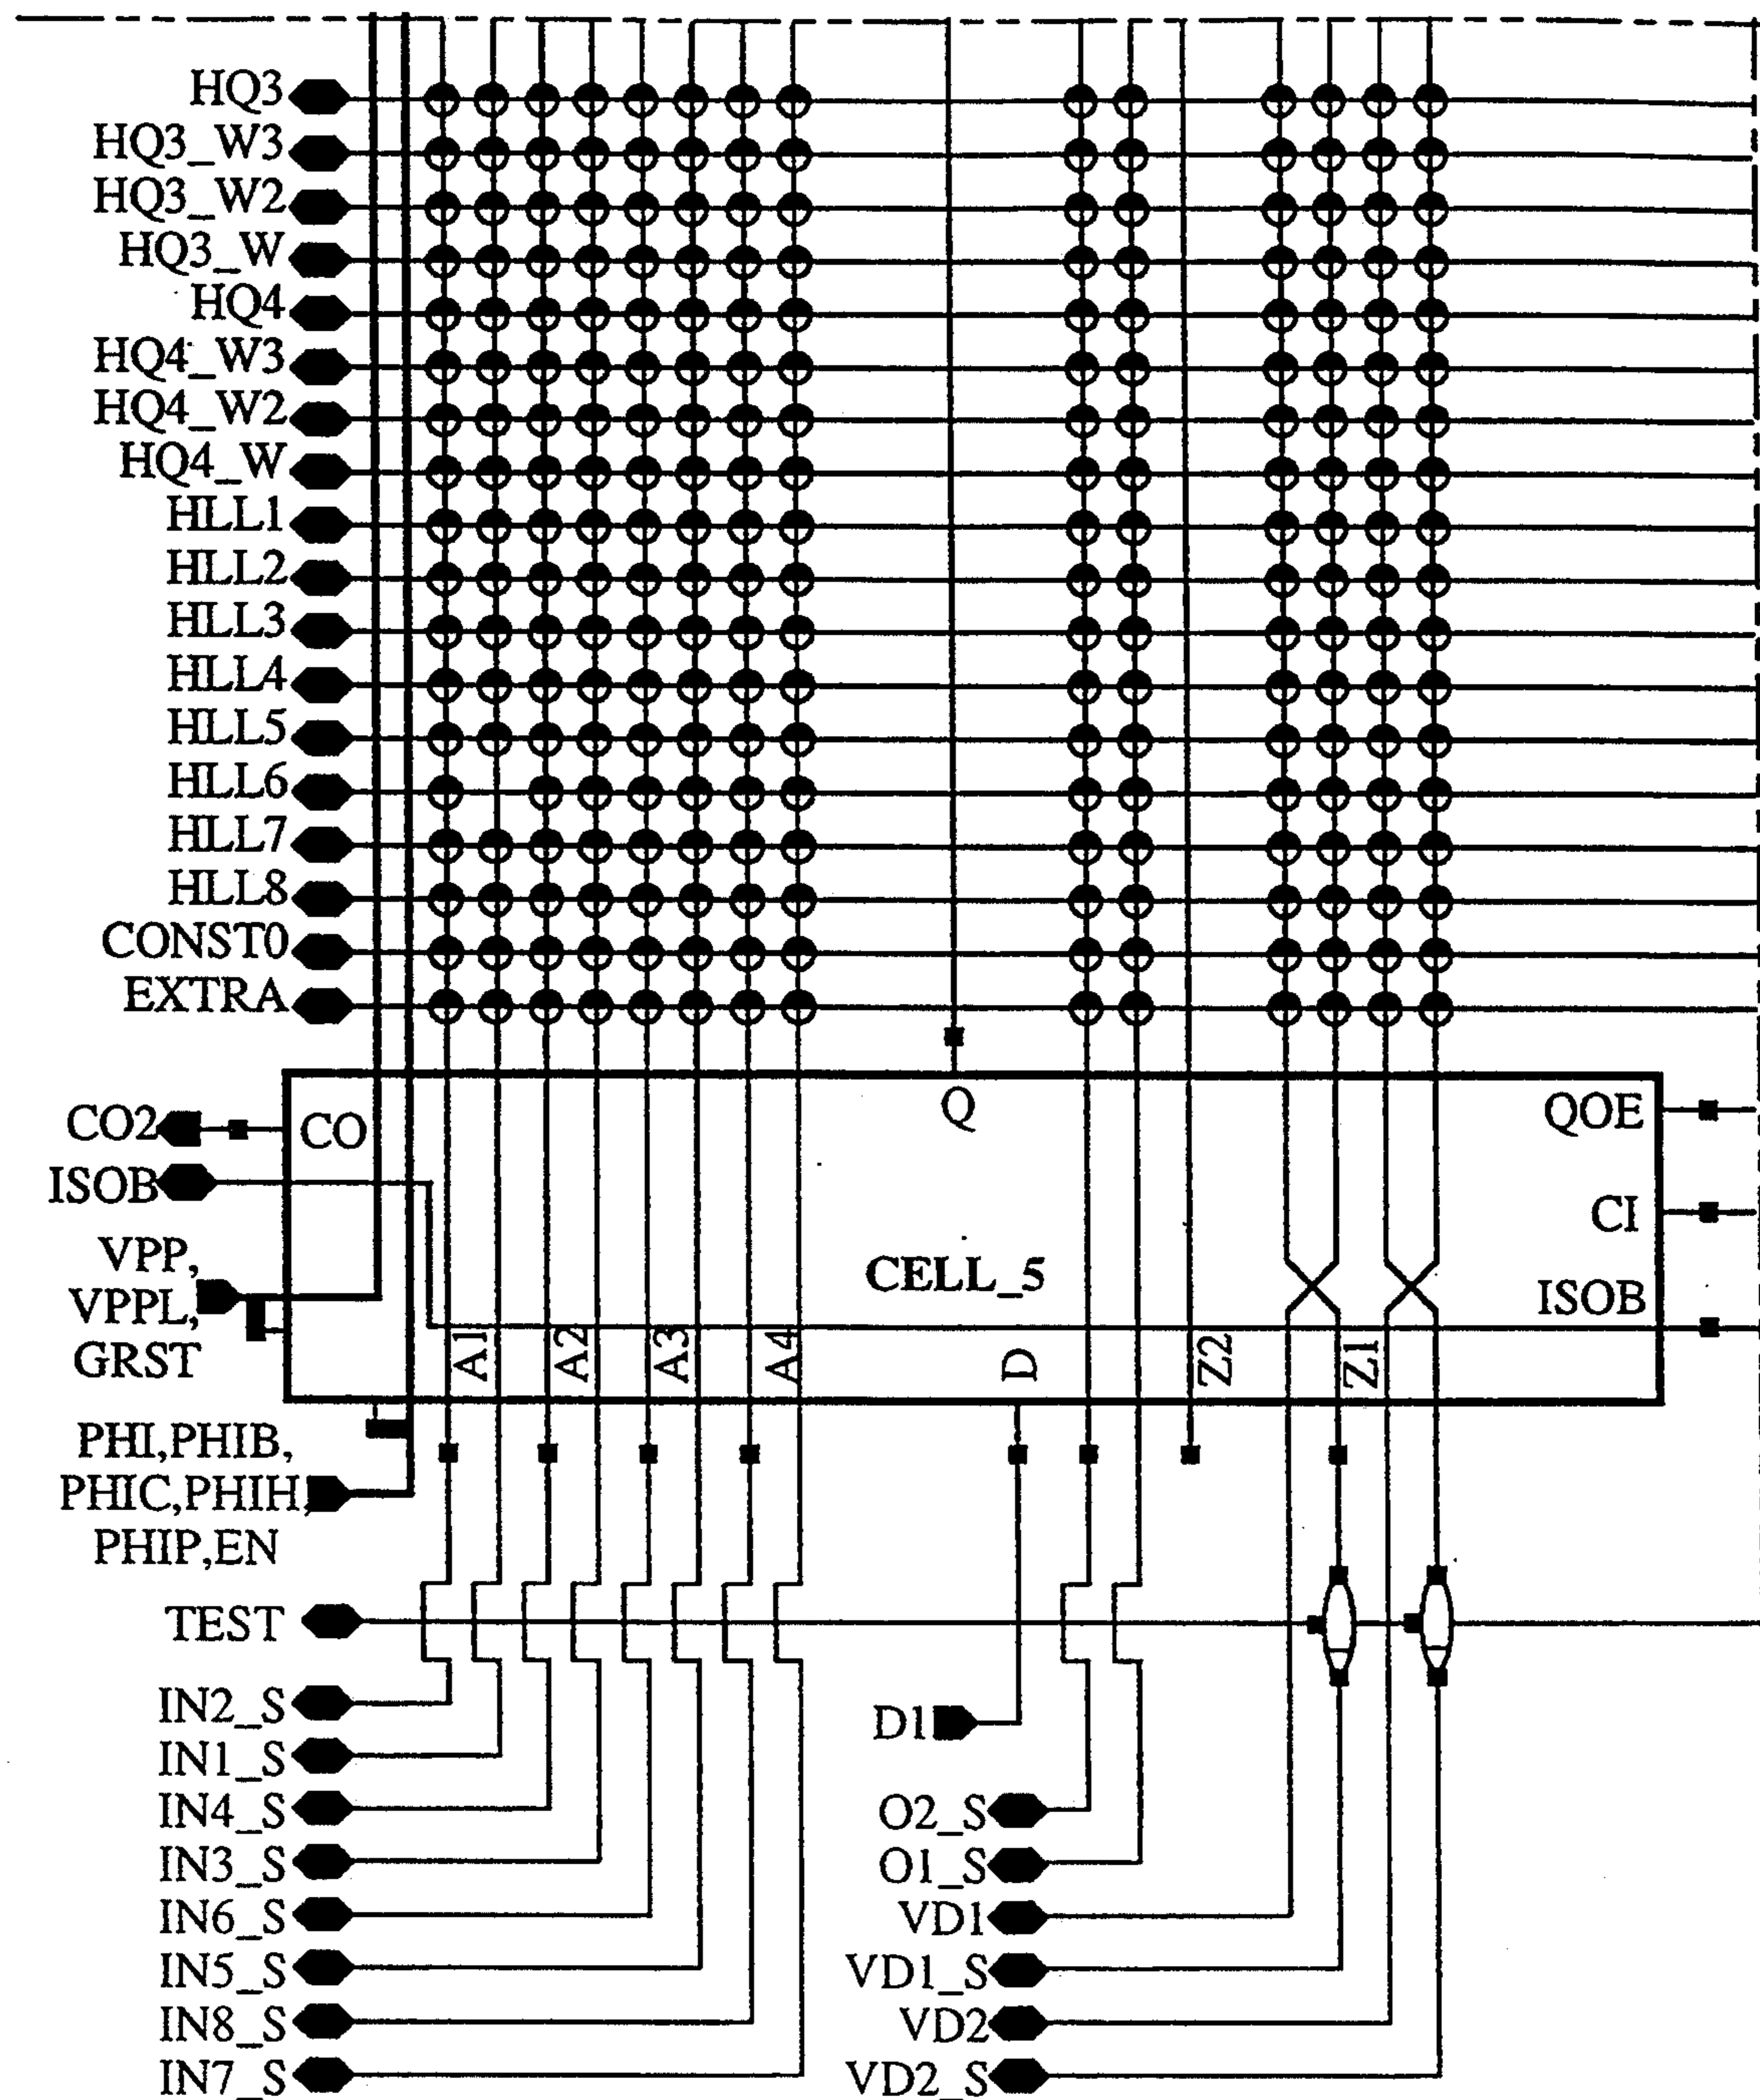 HQ3
HQ3_W3
HQ3_W2
HQ3_W
HQ4
HQ4_W3
HQ4_W2
HQ4_W
HLL1
HLL2
HLL3
HLL4
HLL5
HLL6
HLL7
HLL8
CONST0
EXTRA
CO2
CO
Q
QOE
ISOB
CI
VPP,
VPPL,
GRST
CELL_5
ISOB
A1
A2
A3
A4
D
Z2
Z1
PHI,PHIB,
PHIC,PHIH,
PHIP,EN
TEST
IN2_S
IN1_S
IN4_S
IN3_S
IN6_S
IN5_S
IN8_S
IN7_S
D1
O2_S
O1_S
VD1
VD1_S
VD2
VD2_S